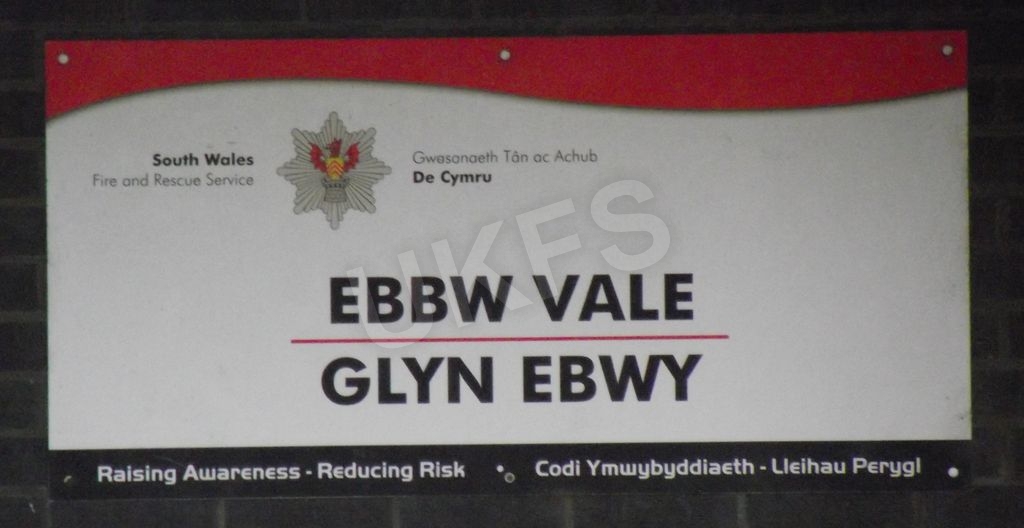 South Wales
Fire and Rescue Service
Gwasanaeth Tân ac Achub
De Cymru
UKFS
EBBW VALE
GLYN EBWY
Raising Awareness - Reducing Risk
Codi Ymwybyddiaeth - Lleihau Perygl